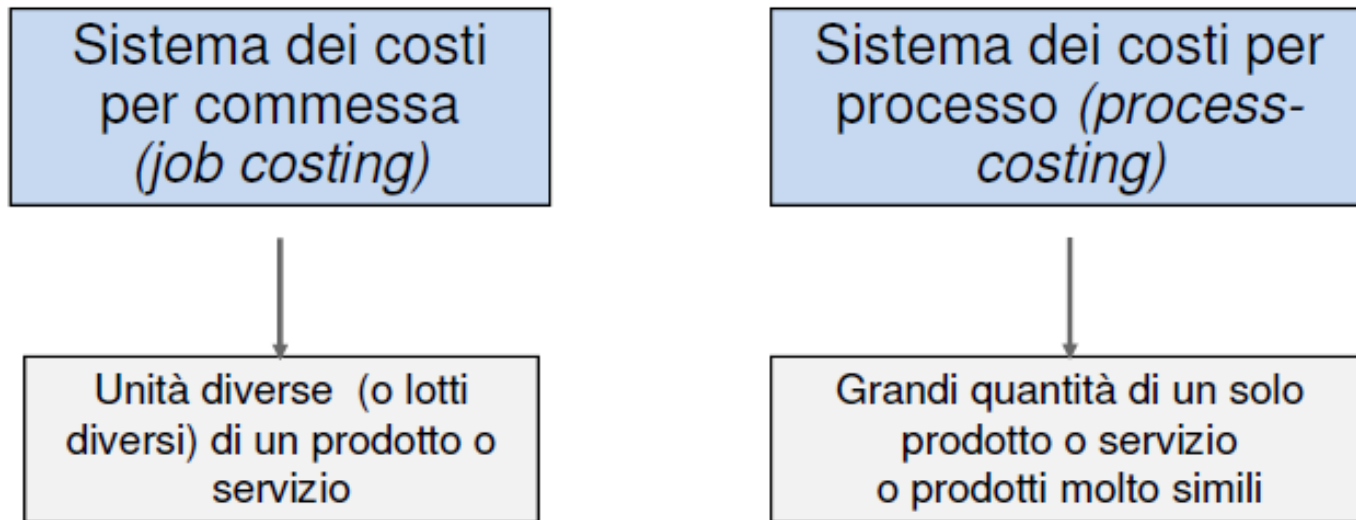 Sistema dei costi
per commessa
(job costing)
Sistema dei costi per
processo (process-
costing)
Unità diverse (o lotti
diversi) di un prodotto o
servizio
Grandi quantità di un solo
prodotto o servizio
o prodotti molto simili